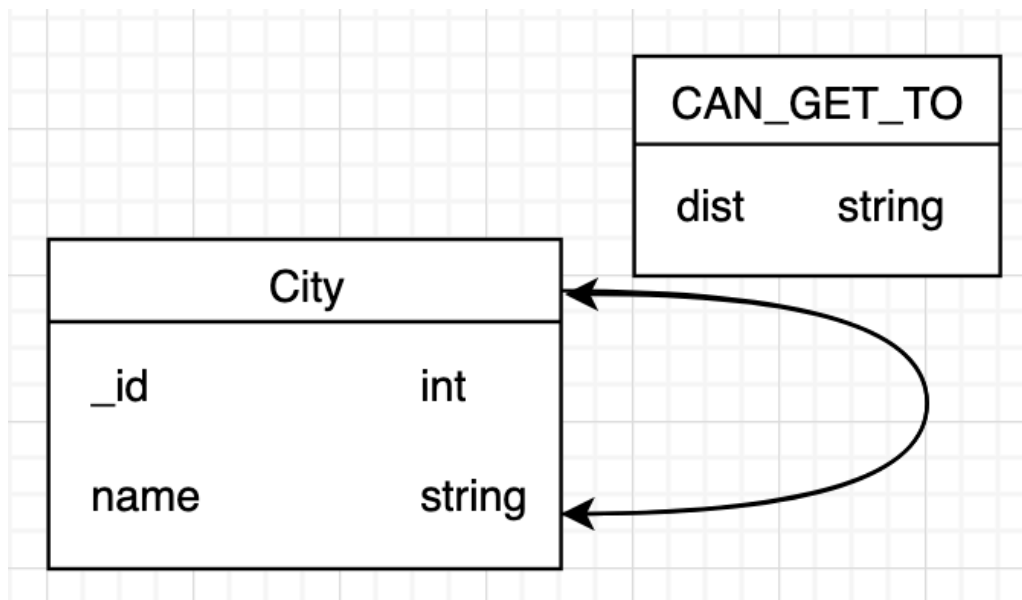 CAN_GET_TO
dist string
City
_id int
name string